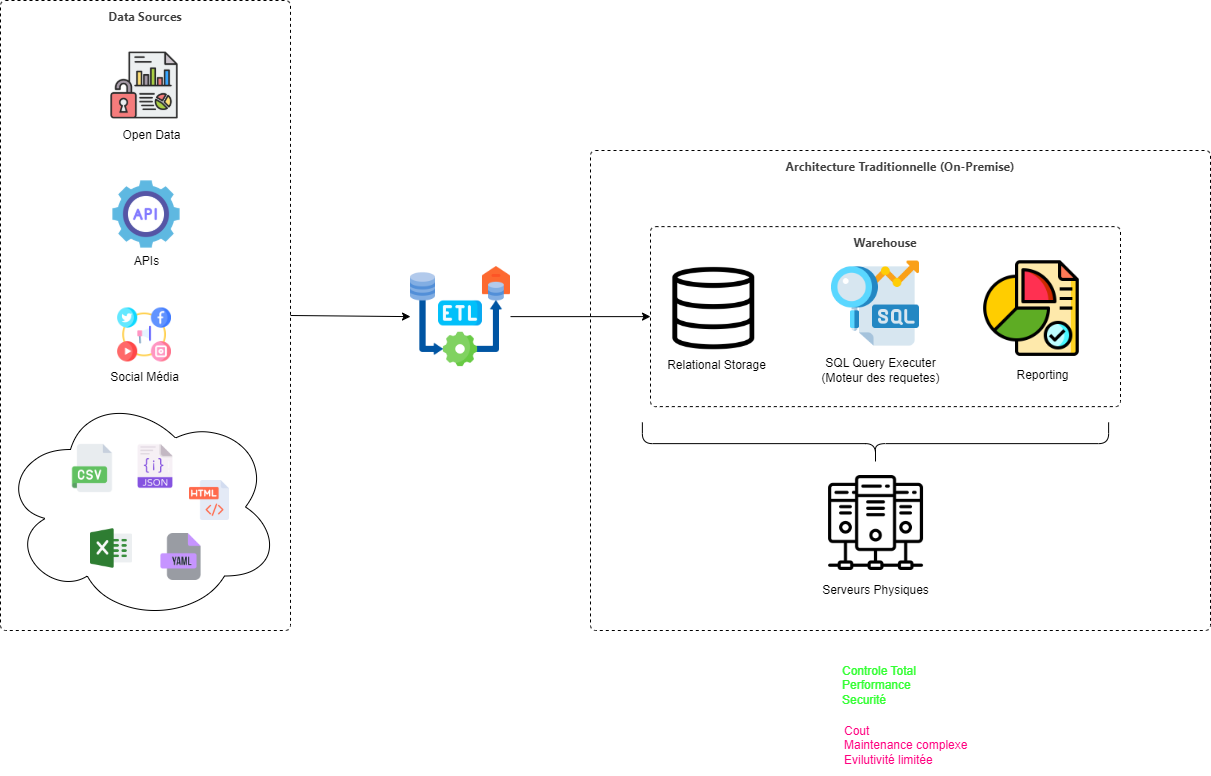 Data Sources
Open Data
API
APIs
Social Média
CSV
{i}
JSON
HTML
</>
X
YAML
ETL
Architecture Traditionnelle (On-Premise)
Warehouse
SQL
Relational Storage
SQL Query Executer
(Moteur des requetes)
Reporting
Serveurs Physiques
Controle Total
Performance
Securité
Cout
Maintenance complexe
Evilutivité limitée